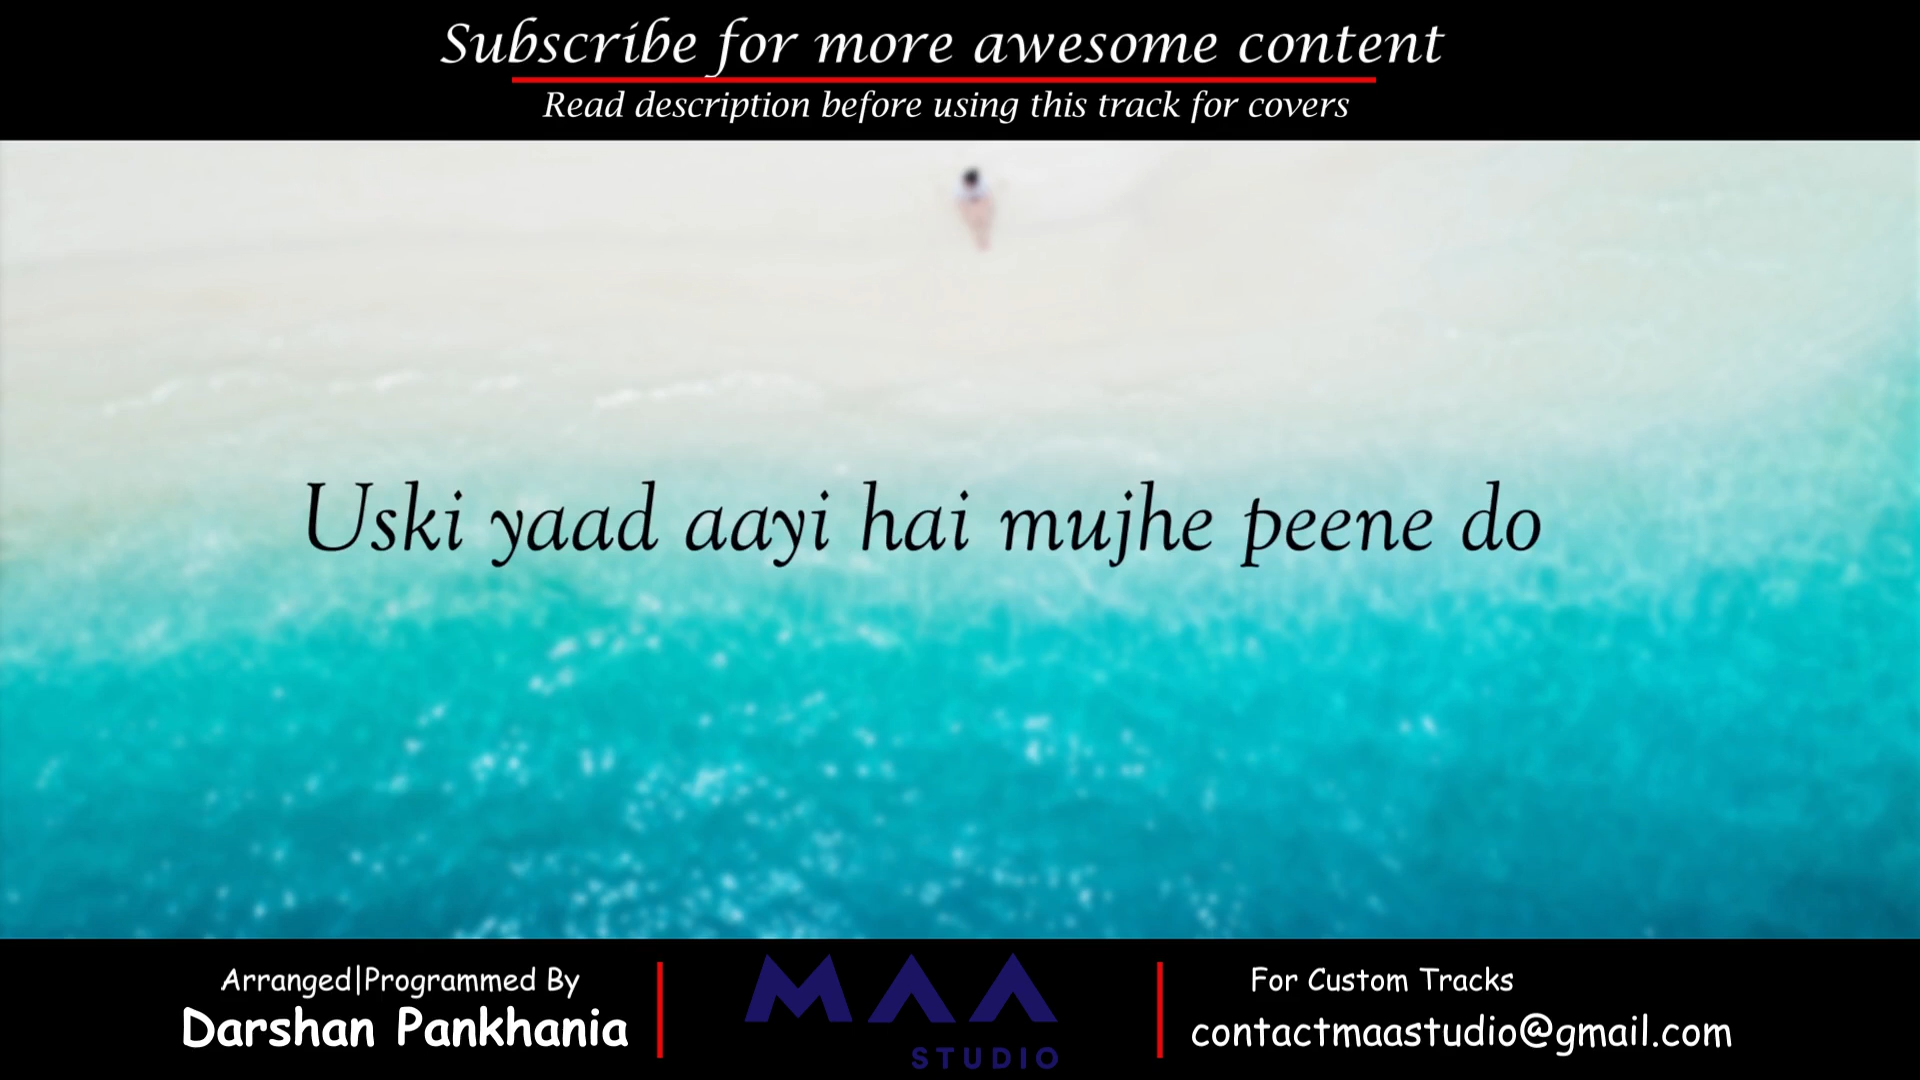 Subscribe for more awesome content
Read description before using this track for covers
Uski yaad aayi hai mujhe peene do
Arranged|Programmed By
Darshan Pankhania
MAA
STUDIO
For Custom Tracks
contactmaastudio@gmail.com